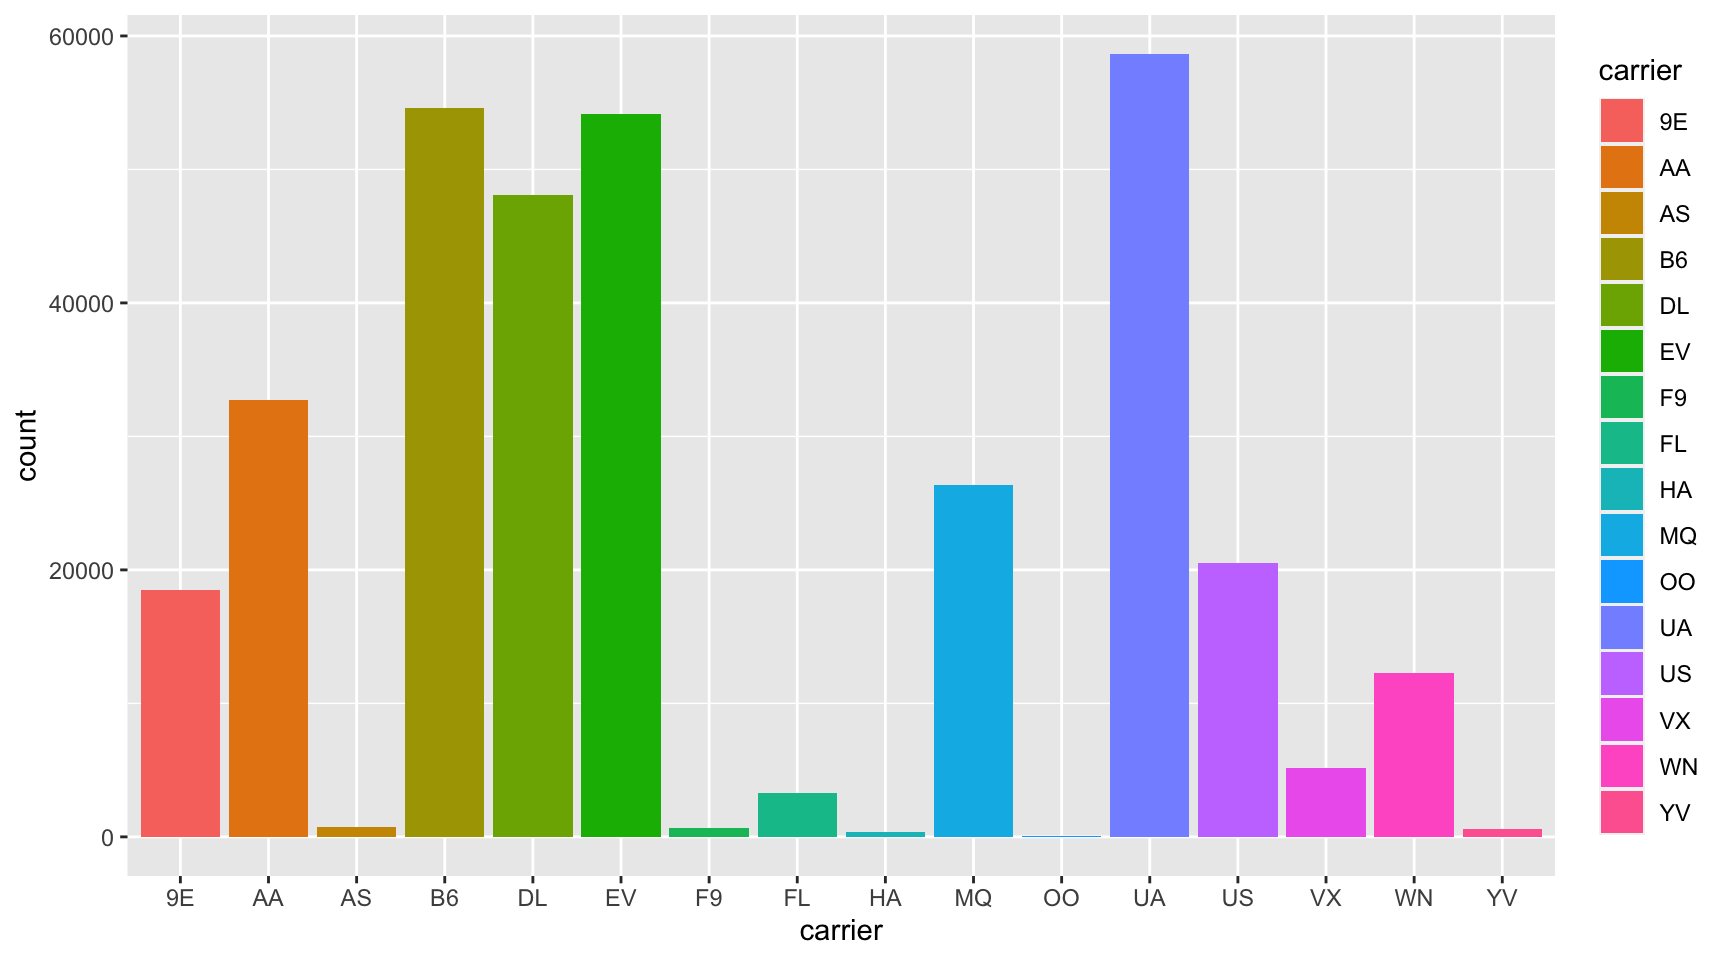 60000
40000
20000
0
count
9E AA AS B6 DL EV F9 FL HA MQ OO UA US VX WN YV
carrier
carrier
9E
AA
AS
B6
DL
EV
F9
FL
HA
MQ
OO
UA
US
VX
WN
YV